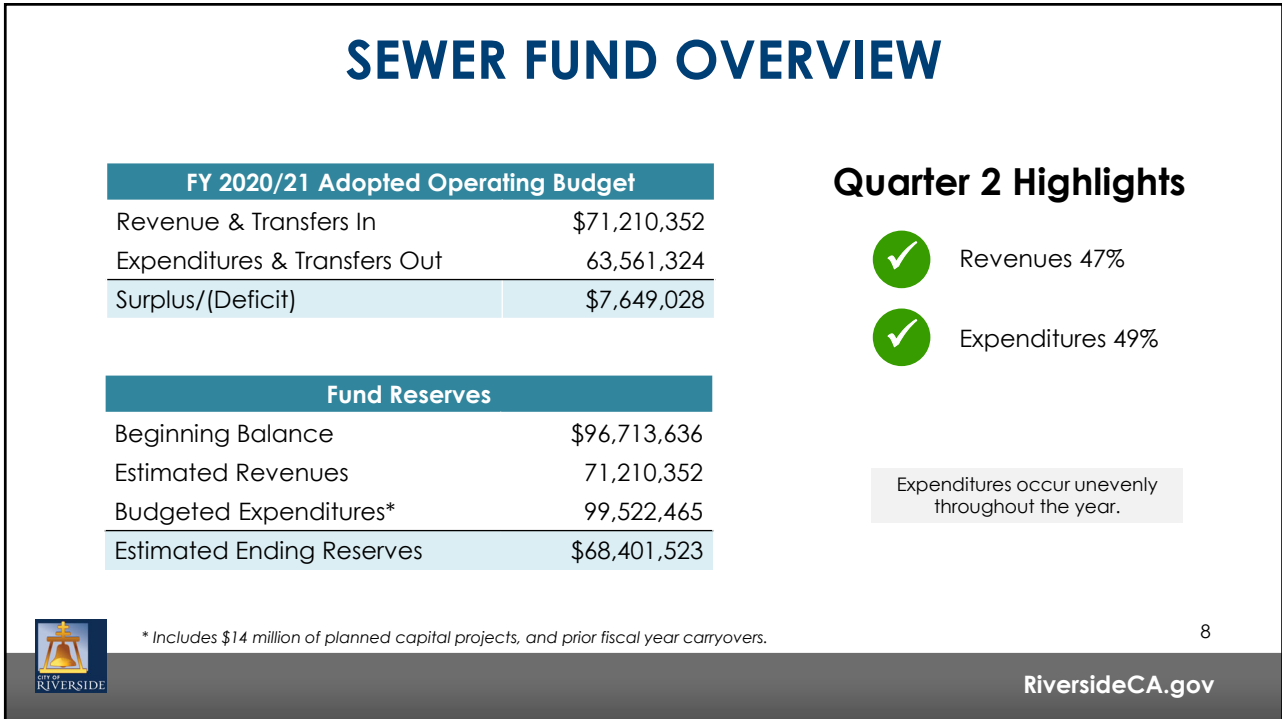 SEWER FUND OVERVIEW
FY 2020/21 Adopted Operating Budget
Revenue & Transfers In $71,210,352
Expenditures & Transfers Out 63,561,324
Surplus/(Deficit) $7,649,028
Fund Reserves
Beginning Balance $96,713,636
Estimated Revenues 71,210,352
Budgeted Expenditures* 99,522,465
Estimated Ending Reserves $68,401,523
Quarter 2 Highlights
Revenues 47%
Expenditures 49%
Expenditures occur unevenly
throughout the year.
* Includes $14 million of planned capital projects, and prior fiscal year carryovers.
8
CITY OF
RIVERSIDE
RiversideCA.gov